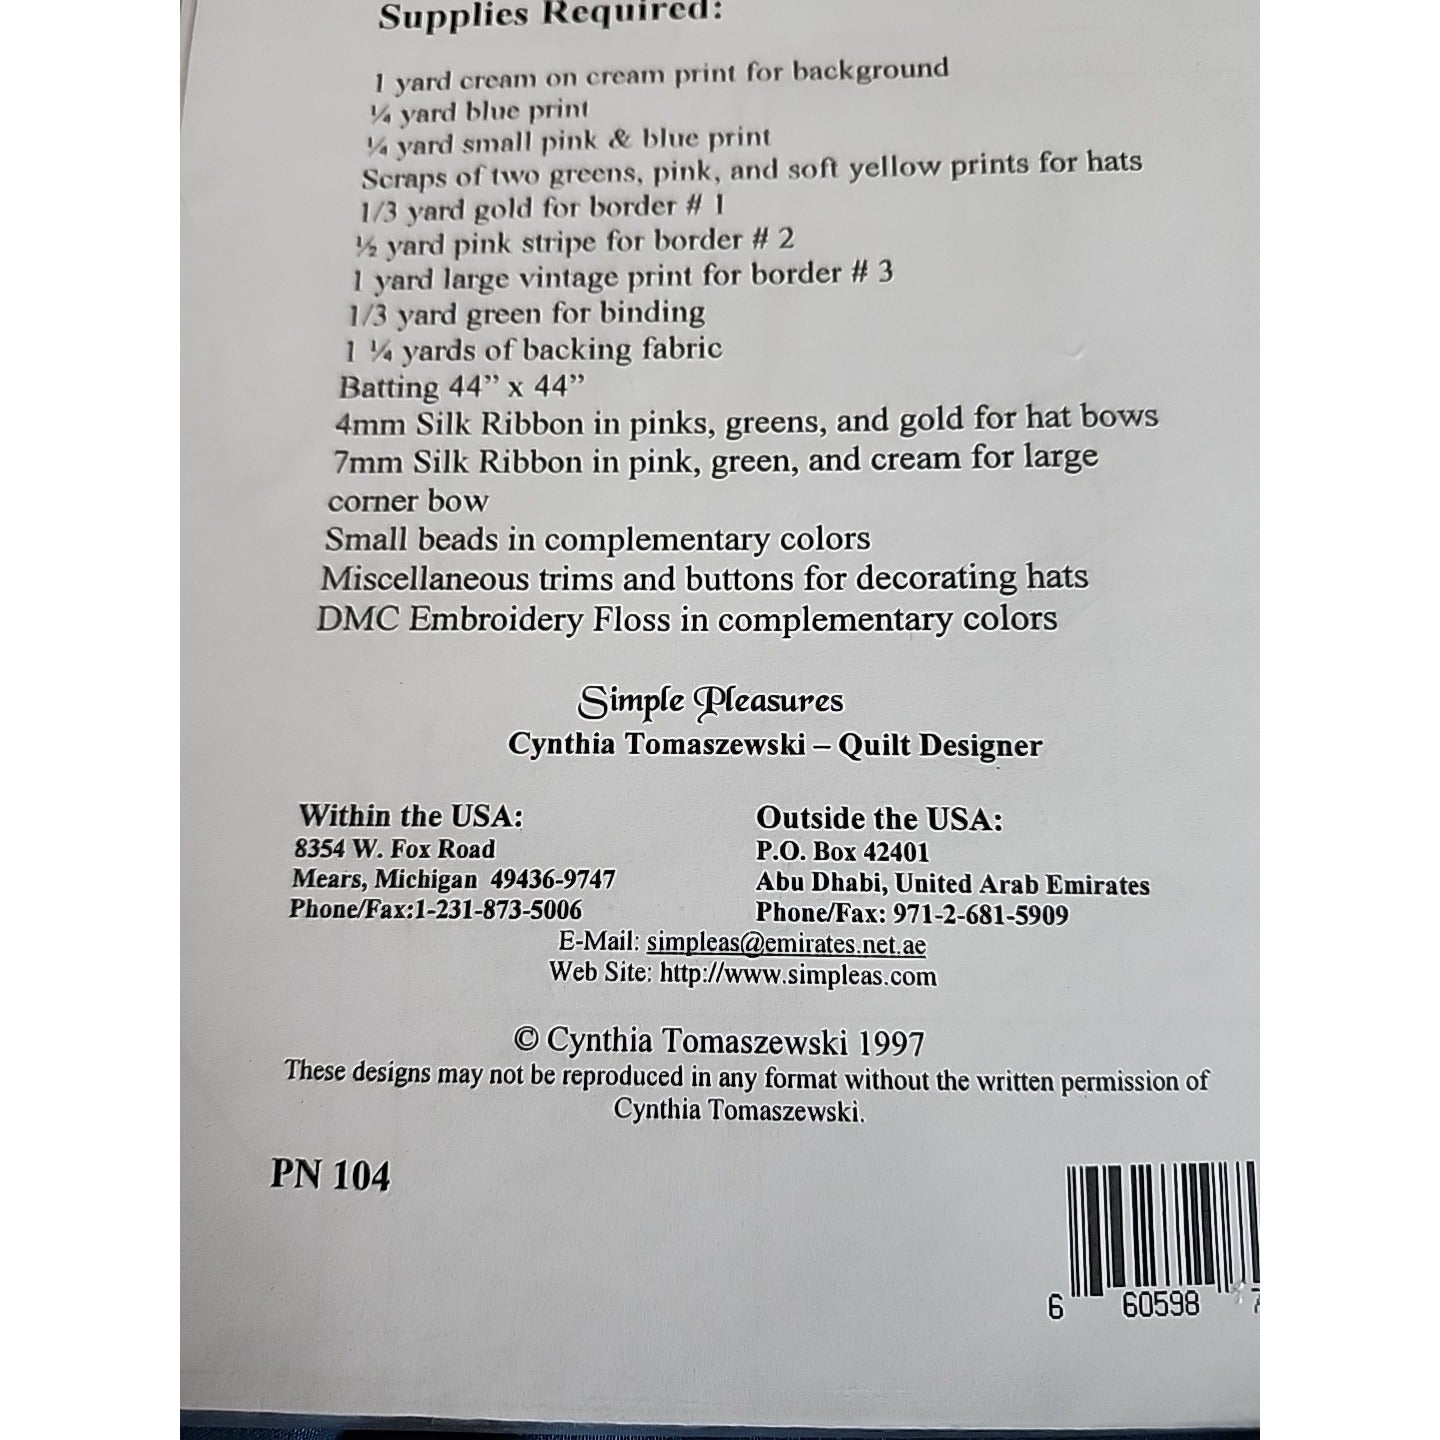 Supplies Required:
1 yard cream on cream print for background
¼ yard blue print
¼ yard small pink & blue print
Scraps of two greens, pink, and soft yellow prints for hats
1/3 yard gold for border # 1
½ yard pink stripe for border # 2
1 yard large vintage print for border # 3
1/3 yard green for binding
1 ¼ yards of backing fabric
Batting 44” x 44”
4mm Silk Ribbon in pinks, greens, and gold for hat bows
7mm Silk Ribbon in pink, green, and cream for large
corner bow
Small beads in complementary colors
Miscellaneous trims and buttons for decorating hats
DMC Embroidery Floss in complementary colors
Simple Pleasures
Cynthia Tomaszewski – Quilt Designer
Within the USA:
8354 W. Fox Road
Mears, Michigan 49436-9747
Phone/Fax:1-231-873-5006
Outside the USA:
P.O. Box 42401
Abu Dhabi, United Arab Emirates
Phone/Fax: 971-2-681-5909
E-Mail: simpleas@emirates.net.ae
Web Site: http://www.simpleas.com
© Cynthia Tomaszewski 1997
These designs may not be reproduced in any format without the written permission of
Cynthia Tomaszewski.
PN 104
6 60598